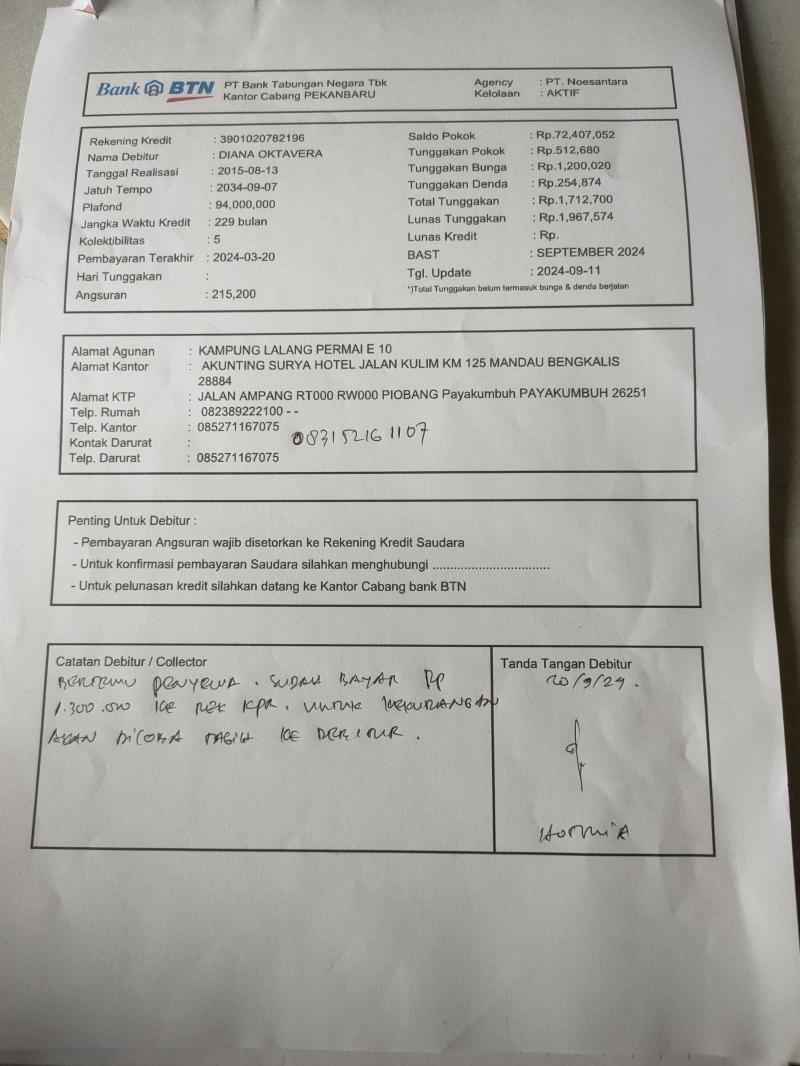 Bank BTN PT Bank Tabungan Negara Tbk
Kantor Cabang PEKANBARU
Agency : PT. Noesantara
Kelolaan : AKTIF
Rekening Kredit : 3901020782196
Nama Debitur : DIANA OKTAVERA
Tanggal Realisasi : 2015-08-13
Jatuh Tempo : 2034-09-07
Plafond : 94,000,000
Jangka Waktu Kredit : 229 bulan
Kolektibilitas : 5
Pembayaran Terakhir : 2024-03-20
Hari Tunggakan :
Angsuran : 215,200
Saldo Pokok : Rp.72,407,052
Tunggakan Pokok : Rp.512,680
Tunggakan Bunga : Rp.1,200,020
Tunggakan Denda : Rp.254,874
Total Tunggakan : Rp.1,712,700
Lunas Tunggakan : Rp.1,967,574
Lunas Kredit : Rp.
BAST : SEPTEMBER 2024
Tgl. Update : 2024-09-11
*)Total Tunggakan belum termasuk bunga & denda berjalan
Alamat Agunan : KAMPUNG LALANG PERMAI E 10
Alamat Kantor : AKUNTING SURYA HOTEL JALAN KULIM KM 125 MANDAU BENGKALIS
28884
Alamat KTP : JALAN AMPANG RT000 RW000 PIOBANG Payakumbuh PAYAKUMBUH 26251
Telp. Rumah : 082389222100 - -
Telp. Kantor : 085271167075
083152161107
Kontak Darurat :
Telp. Darurat : 085271167075
Penting Untuk Debitur :
- Pembayaran Angsuran wajib disetorkan ke Rekening Kredit Saudara
- Untuk konfirmasi pembayaran Saudara silahkan menghubungi .................................
- Untuk pelunasan kredit silahkan datang ke Kantor Cabang bank BTN
Catatan Debitur / Collector
BERTEMU PENYEWA. SUDAH BAYAR Rp
1.300.000 KE REK KPR. UNTUK KEKURANGAN
AKAN DICOBA TAGIH KE DEBITUR.
Tanda Tangan Debitur
20/9/24.